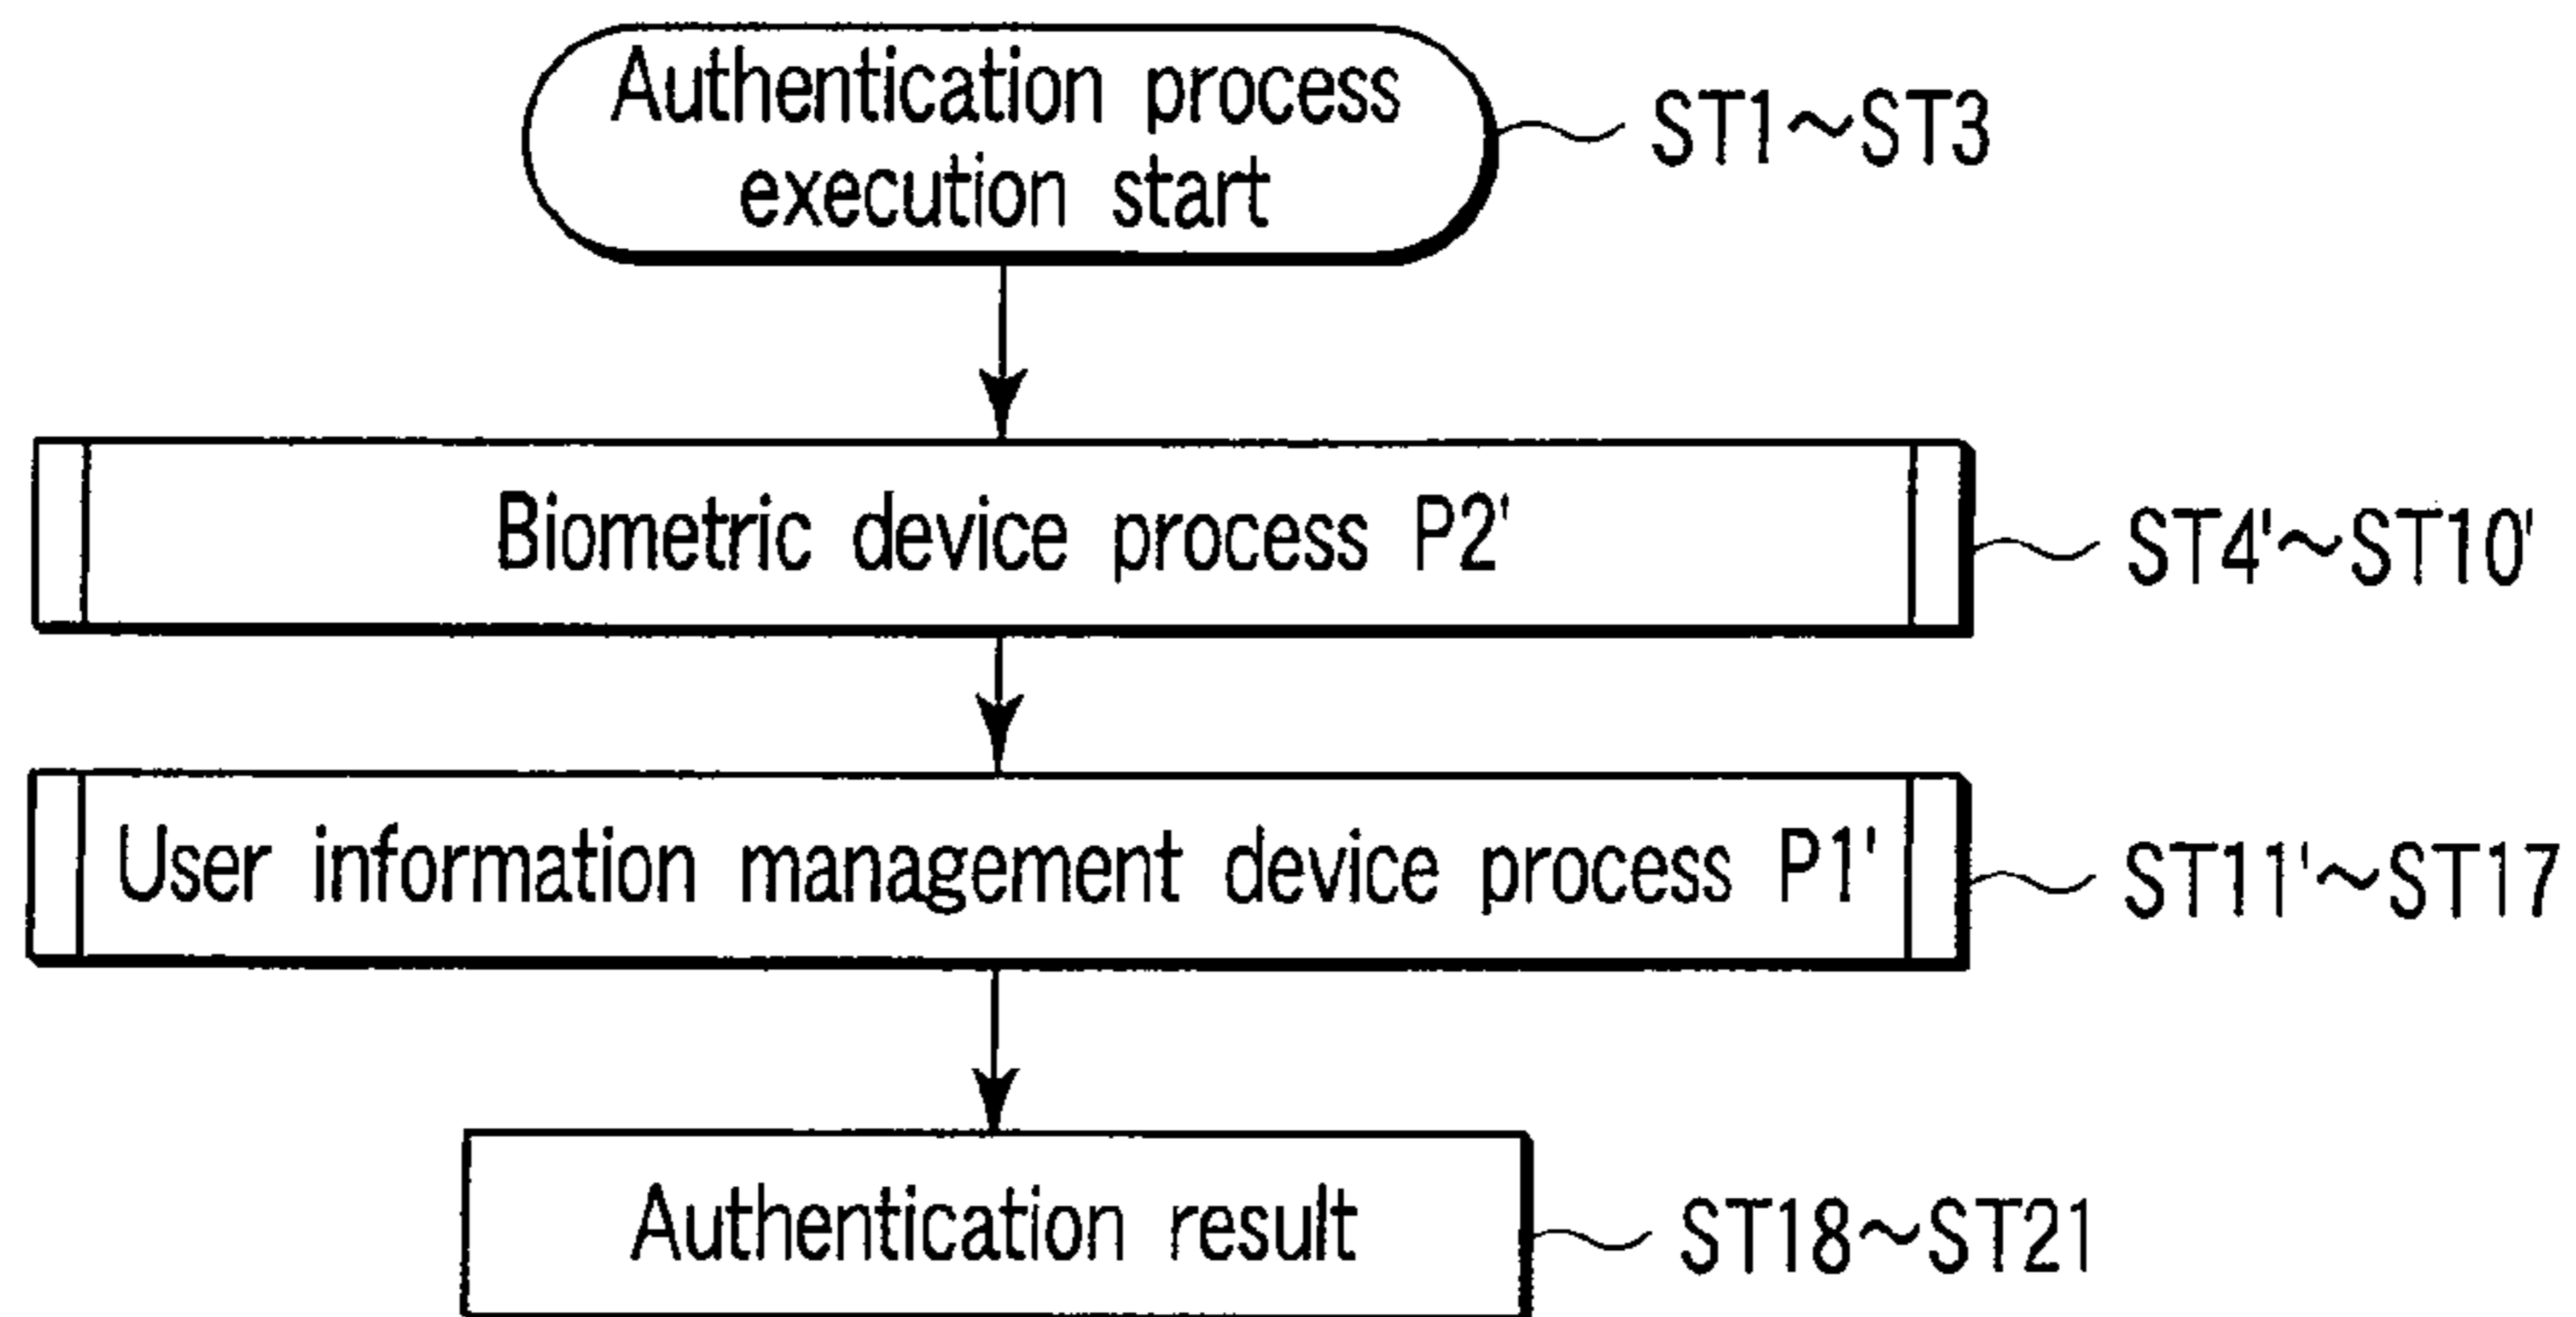 Authentication process
execution start
ST1~ST3
Biometric device process P2'
ST4'~ST10'
User information management device process P1'
ST11'~ST17
Authentication result
ST18~ST21